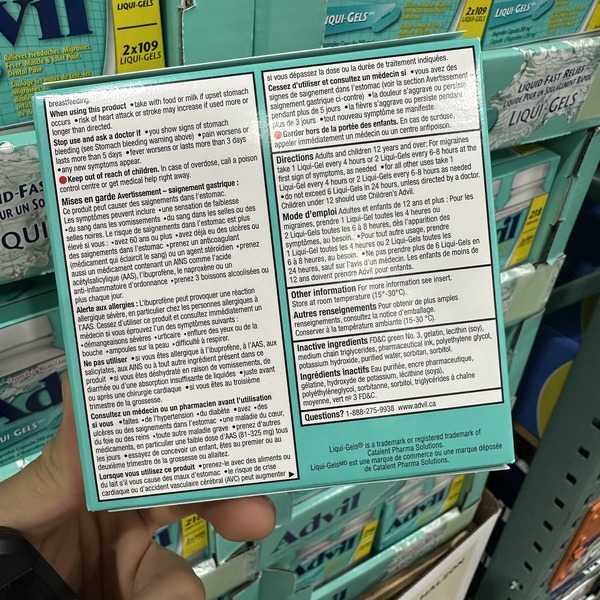 vil
Relieves Headaches, Migraines,
Fever, Muscle & Joint Pain,
Dental Pain
LIQUI-GELS
2x109
LIQUI-GELS
LIQUI-GELS
2x109
LIQUI-GELS
LIQUI-GELS
LIQUID FAST RELIEF
LIQUIDE POUR UN SOULAGEMENT RAPIDE
LIQUI-GELS
breastfeeding.
When using this product •take with food or milk if upset stomach
occurs •risk of heart attack or stroke may increase if used more or
longer than directed.
Stop use and ask a doctor if •you show signs of stomach
bleeding (see Stomach bleeding warning above) •pain worsens or
lasts more than 5 days •fever worsens or lasts more than 3 days
•any new symptoms appear.
Keep out of reach of children. In case of overdose, call a poison
control centre or get medical help right away.
Mises en garde Avertissement – saignement gastrique :
Ce produit peut causer des saignements dans l'estomac.
Les symptômes peuvent inclure •une sensation de faiblesse
•du sang dans les vomissements •du sang dans les selles ou des
selles noires. Le risque de saignements dans l'estomac est plus
élevé si vous : •avez 60 ans ou plus •avez déjà eu des ulcères ou
des saignements dans l'estomac •prenez un anticoagulant
(médicament qui éclaircit le sang) ou un agent stéroïdien •prenez
aussi un médicament contenant un AINS comme l'acide
acétylsalicylique (AAS), l'ibuprofène, le naproxène ou un
anti-inflammatoire d'ordonnance •prenez 3 boissons alcoolisées ou
plus chaque jour.
Alerte aux allergies : L'ibuprofène peut provoquer une réaction
allergique sévère, en particulier chez les personnes allergiques à
l'AAS. Cessez d'utiliser ce produit et consultez immédiatement un
médecin si vous éprouvez l'un des symptômes suivants :
•démangeaisons sévères •urticaire •enflure des yeux ou de la
bouche •ampoules sur la peau •difficulté à respirer.
Ne pas utiliser •si vous êtes allergique à l'ibuprofène, à l'AAS, aux
salicylates, aux AINS ou à tout autre ingrédient présent dans ce
produit •si vous êtes déshydraté en raison de vomissements, de
diarrhée ou d'une absorption insuffisante de liquides •juste avant
ou après une chirurgie cardiaque •si vous êtes au troisième
trimestre de la grossesse.
Consultez un médecin ou un pharmacien avant l'utilisation
si vous •faites •de l'hypertension •du diabète •avez •des
ulcères ou des saignements dans l'estomac •une maladie du cœur,
du foie ou des reins •toute autre maladie grave •prenez d'autres
médicaments, en particulier une faible dose d'AAS (81-325 mg) tous
les jours •essayez de concevoir un enfant, êtes au premier ou au
deuxième trimestre de la grossesse ou allaitez.
Lorsque vous utilisez ce produit •prenez-le avec des aliments ou
du lait s'il vous cause des maux d'estomac •le risque de crise
cardiaque ou d'accident vasculaire cérébral (AVC) peut augmenter ▶
si vous dépassez la dose ou la durée de traitement indiquées.
Cessez d'utiliser et consultez un médecin si •vous avez des
signes de saignement dans l'estomac (voir la section Avertissement –
saignement gastrique ci-contre) •la douleur s'aggrave ou persiste
pendant plus de 5 jours •la fièvre s'aggrave ou persiste pendant
plus de 3 jours •tout nouveau symptôme se manifeste.
Garder hors de la portée des enfants. En cas de surdose,
appeler immédiatement un médecin ou un centre antipoison.
Directions Adults and children 12 years and over: For migraines
take 1 Liqui-Gel every 4 hours or 2 Liqui-Gels every 6-8 hours at the
first sign of symptoms, as needed •for all other uses take 1
Liqui-Gel every 4 hours or 2 Liqui-Gels every 6-8 hours as needed
•do not exceed 6 Liqui-Gels in 24 hours, unless directed by a doctor.
Children under 12 should use Children's Advil.
Mode d'emploi Adultes et enfants de 12 ans et plus : Pour les
migraines, prendre 1 Liqui-Gel toutes les 4 heures ou
2 Liqui-Gel toutes les 6 à 8 heures, dès l'apparition des
symptômes, au besoin. •Pour tout autre usage, prendre
1 Liqui-Gel toutes les 4 heures ou 2 Liqui-Gel toutes les
6 à 8 heures, au besoin. •Ne pas prendre plus de 6 Liqui-Gel en
24 heures, sauf sur l'avis d'un médecin. Les enfants de moins de
12 ans devront prendre Advil pour enfants.
Other information For more information see insert.
Store at room temperature (15°-30°C).
Autres renseignements Pour obtenir de plus amples
renseignements, consultez la notice d'emballage.
Conserver à la température ambiante (15-30 °C).
Inactive ingredients FD&C green No. 3, gelatin, lecithin (soy),
medium chain triglycerides, pharmaceutical ink, polyethylene glycol,
potassium hydroxide, purified water, sorbitan, sorbitol.
Ingrédients inactifs Eau purifiée, encre pharmaceutique,
gélatine, hydroxyde de potassium, lécithine (soya),
polyéthylèneglycol, sorbitanne, sorbitol, triglycérides à chaîne
moyenne, vert nº 3 FD&C.
Questions? 1-888-275-9938 www.advil.ca
Liqui-Gels® is a trademark or registered trademark of
Catalent Pharma Solutions.
Liqui-Gelsᴹᴰ est une marque de commerce ou une marque déposée
de Catalent Pharma Solutions.
Advil